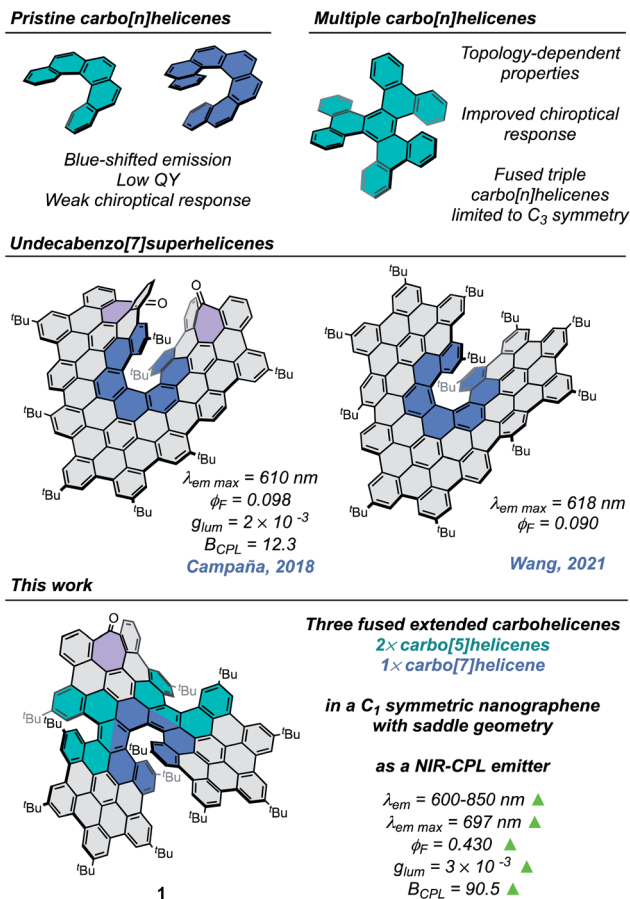 Pristine carbo[n]helicenes
Blue-shifted emission
Low QY
Weak chiroptical response
Multiple carbo[n]helicenes
Topology-dependent
properties
Improved chiroptical
response
Fused triple
carbo[n]helicenes
limited to C3 symmetry
Undecabenzo[7]superhelicenes
O
O
tBu
tBu
tBu
tBu
tBu
tBu
tBu
tBu
λem max = 610 nm
ϕF = 0.098
glum = 2 × 10 -3
BCPL = 12.3
Campaña, 2018
tBu
tBu
tBu
tBu
tBu
tBu
tBu
tBu
tBu
λem max = 618 nm
ϕF = 0.090
Wang, 2021
This work
O
tBu
tBu
tBu
tBu
tBu
tBu
tBu
tBu
tBu
1
Three fused extended carbohelicenes
2× carbo[5]helicenes
1× carbo[7]helicene
in a C1 symmetric nanographene
with saddle geometry
as a NIR-CPL emitter
λem = 600-850 nm
λem max = 697 nm
ϕF = 0.430
glum = 3 × 10 -3
BCPL = 90.5